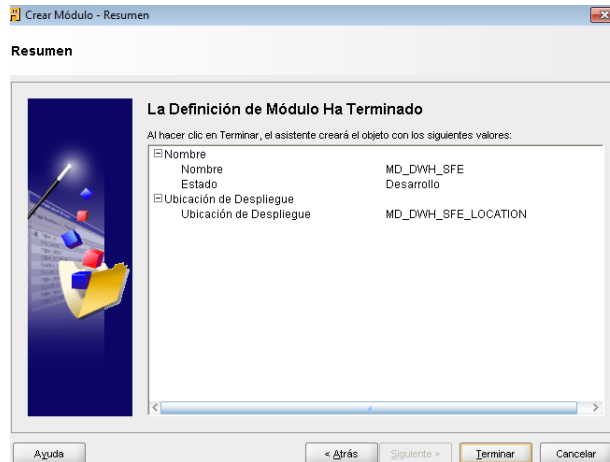 Crear Módulo - Resumen
Resumen
La Definición de Módulo Ha Terminado
Al hacer clic en Terminar, el asistente creará el objeto con los siguientes valores:
Nombre
Nombre MD_DWH_SFE
Estado Desarrollo
Ubicación de Despliegue
Ubicación de Despliegue MD_DWH_SFE_LOCATION
Ayuda < Atrás Siguiente > Terminar Cancelar